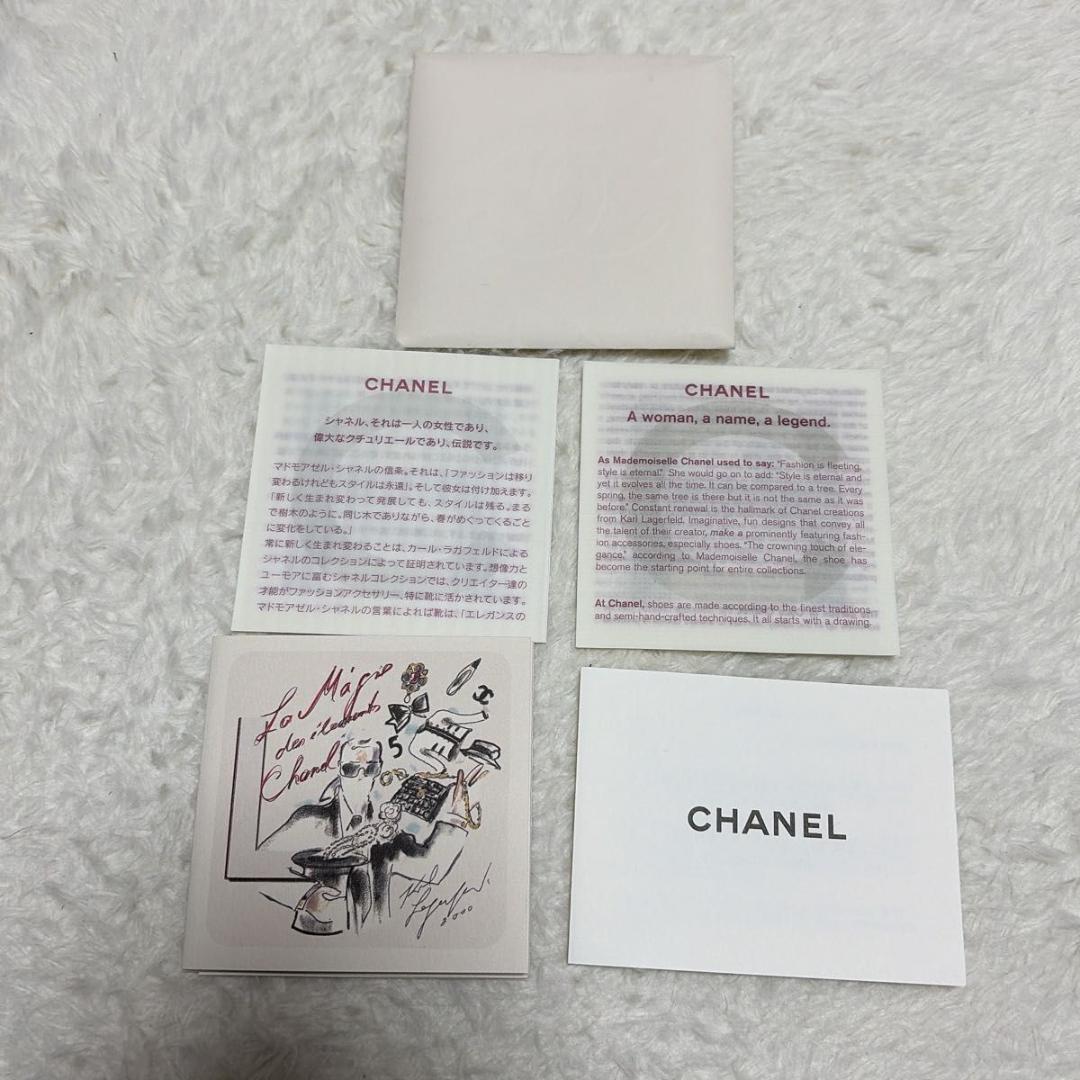 CHANEL
シャネル、それは一人の女性であり、
偉大なクチュリエールであり、伝説です。
マドモアゼル・シャネルの信条。それは、「ファッションは移り
変わるけれどもスタイルは永遠」。そして彼女は付け加えます。
「新しく生まれ変わって発展しても、スタイルは残る。まる
で樹木のように。同じ木でありながら、春がめぐってくるごと
に変化をしている。」
常に新しく生まれ変わることは、カール・ラガフェルドによる
シャネルのコレクションによって証明されています。想像力と
ユーモアに富むシャネルコレクションでは、クリエイター達の
才能がファッションアクセサリー、特に靴に活かされています。
マドモアゼル・シャネルの言葉によれば靴は、「エレガンスの
CHANEL
A woman, a name, a legend.
As Mademoiselle Chanel used to say: "Fashion is fleeting,
style is eternal". She would go on to add: "Style is eternal and
yet it evolves all the time. It can be compared to a tree. Every
spring, the same tree is there but it is not the same as it was
before." Constant renewal is the hallmark of Chanel creations
from Karl Lagerfeld. Imaginative, fun designs that convey all
the talent of their creator, make a prominently featuring fash-
ion accessories, especially shoes. "The crowning touch of ele-
gance," according to Mademoiselle Chanel, the shoe has
become the starting point for entire collections.
At Chanel, shoes are made according to the finest traditions
and semi-hand-crafted techniques. It all starts with a drawing.
La Magie
des éléments
Chanel
5
Karl
Lagerfeld
2000
CHANEL